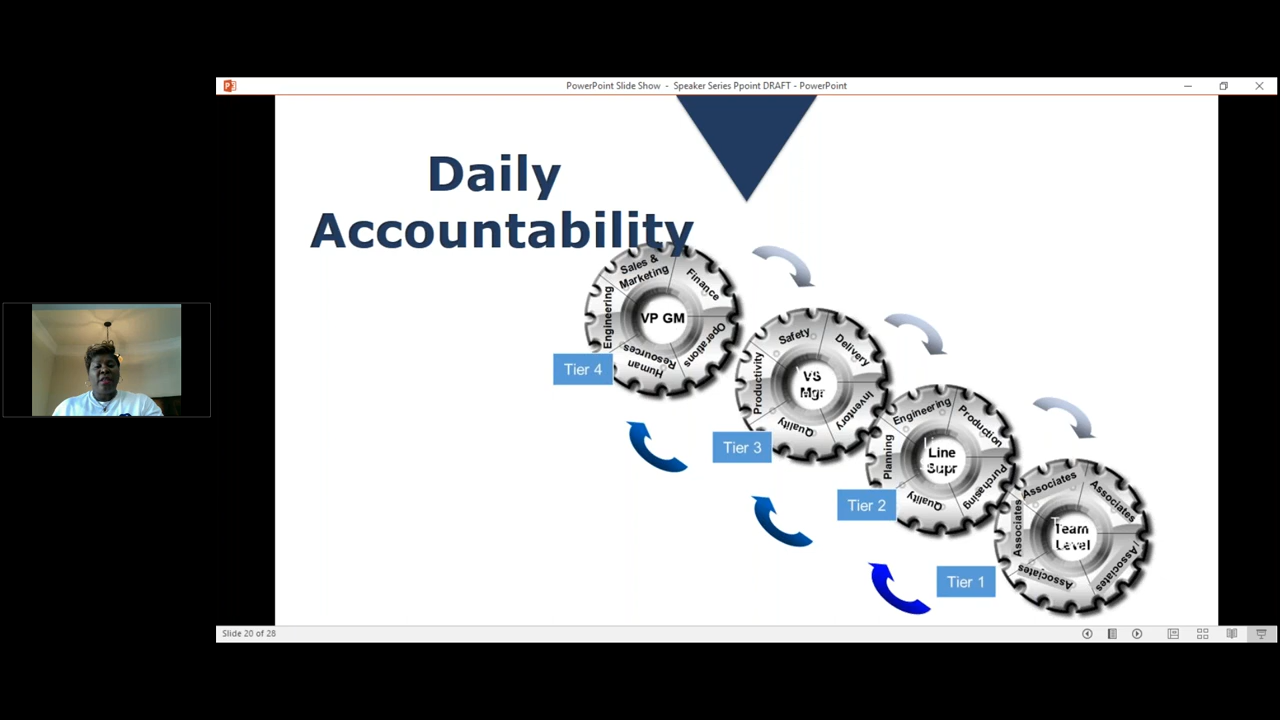 PowerPoint Slide Show - Speaker Series Ppoint DRAFT - PowerPoint
Daily
Accountability
Sales &
Marketing
Finance
Operations
Human
Resources
Engineering
VP GM
Tier 4
Safety
Delivery
Inventory
Quality
Productivity
VS
Mgr
Tier 3
Engineering
Production
Purchasing
Quality
Planning
Line
Supr
Tier 2
Associates
Associates
Associates
Associates
Associates
Team
Level
Tier 1
Slide 20 of 28